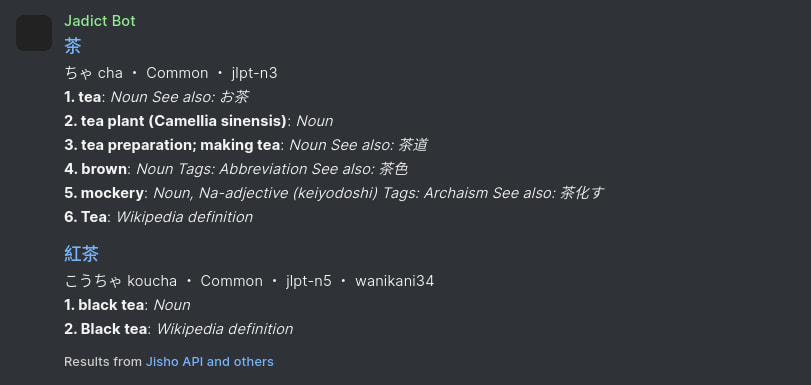 Jadict Bot
茶
ちゃ cha • Common • jlpt-n3
1. tea: Noun See also: お茶
2. tea plant (Camellia sinensis): Noun
3. tea preparation; making tea: Noun See also: 茶道
4. brown: Noun Tags: Abbreviation See also: 茶色
5. mockery: Noun, Na-adjective (keiyodoshi) Tags: Archaism See also: 茶化す
6. Tea: Wikipedia definition
紅茶
こうちゃ koucha • Common • jlpt-n5 • wanikani34
1. black tea: Noun
2. Black tea: Wikipedia definition
Results from Jisho API and others